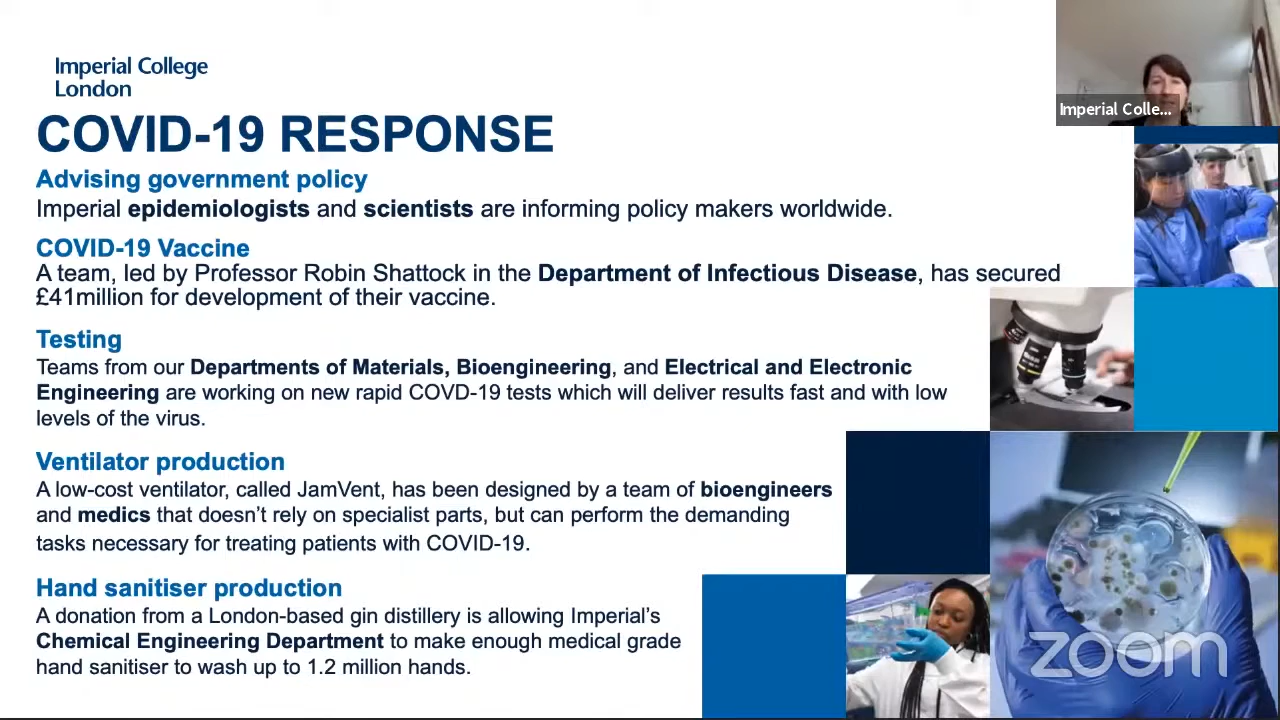 Imperial College
London
Imperial Colle...
COVID-19 RESPONSE
Advising government policy
Imperial epidemiologists and scientists are informing policy makers worldwide.
COVID-19 Vaccine
A team, led by Professor Robin Shattock in the Department of Infectious Disease, has secured
£41million for development of their vaccine.
Testing
Teams from our Departments of Materials, Bioengineering, and Electrical and Electronic
Engineering are working on new rapid COVD-19 tests which will deliver results fast and with low
levels of the virus.
Ventilator production
A low-cost ventilator, called JamVent, has been designed by a team of bioengineers
and medics that doesn’t rely on specialist parts, but can perform the demanding
tasks necessary for treating patients with COVID-19.
Hand sanitiser production
A donation from a London-based gin distillery is allowing Imperial’s
Chemical Engineering Department to make enough medical grade
hand sanitiser to wash up to 1.2 million hands.
zoom